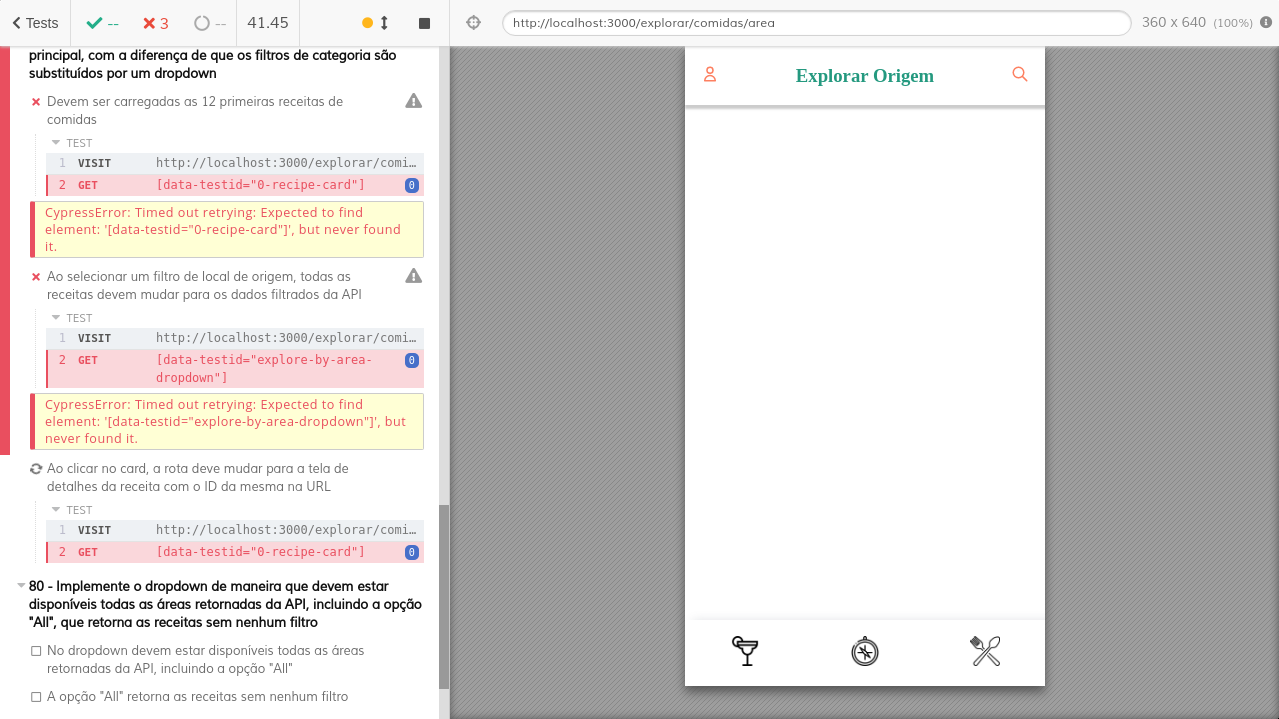 Tests
--
3
--
41.45
http://localhost:3000/explorar/comidas/area
360 x 640 (100%)
principal, com a diferença de que os filtros de categoria são
substituídos por um dropdown
Devem ser carregadas as 12 primeiras receitas de
comidas
TEST
1 VISIT http://localhost:3000/explorar/comi…
2 GET [data-testid="0-recipe-card"] 0
CypressError: Timed out retrying: Expected to find
element: '[data-testid="0-recipe-card"]', but never found
it.
Ao selecionar um filtro de local de origem, todas as
receitas devem mudar para os dados filtrados da API
TEST
1 VISIT http://localhost:3000/explorar/comi…
2 GET [data-testid="explore-by-area- 0
dropdown"]
CypressError: Timed out retrying: Expected to find
element: '[data-testid="explore-by-area-dropdown"]', but
never found it.
Ao clicar no card, a rota deve mudar para a tela de
detalhes da receita com o ID da mesma na URL
TEST
1 VISIT http://localhost:3000/explorar/comi…
2 GET [data-testid="0-recipe-card"] 0
80 - Implemente o dropdown de maneira que devem estar
disponíveis todas as áreas retornadas da API, incluindo a opção
"All", que retorna as receitas sem nenhum filtro
No dropdown devem estar disponíveis todas as áreas
retornadas da API, incluindo a opção "All"
A opção "All" retorna as receitas sem nenhum filtro
Explorar Origem